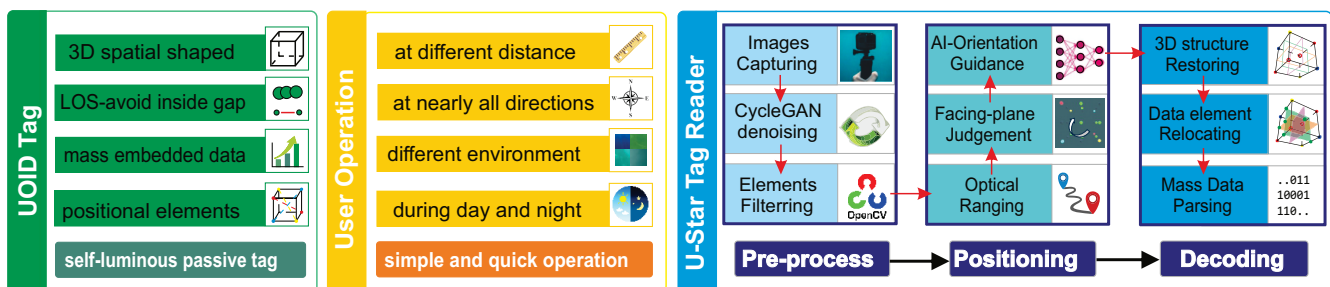 UOID Tag
3D spatial shaped
LOS-avoid inside gap
mass embedded data
positional elements
self-luminous passive tag
User Operation
at different distance
at nearly all directions
N
W
E
S
different environment
during day and night
simple and quick operation
U-Star Tag Reader
Images
Capturing
CycleGAN
denoising
Elements
Filterring
OpenCV
Pre-process
AI-Orientation
Guidance
Facing-plane
Judgement
Optical
Ranging
Positioning
3D structure
Restoring
Data element
Relocating
Mass Data
Parsing
..011
10001
110..
Decoding